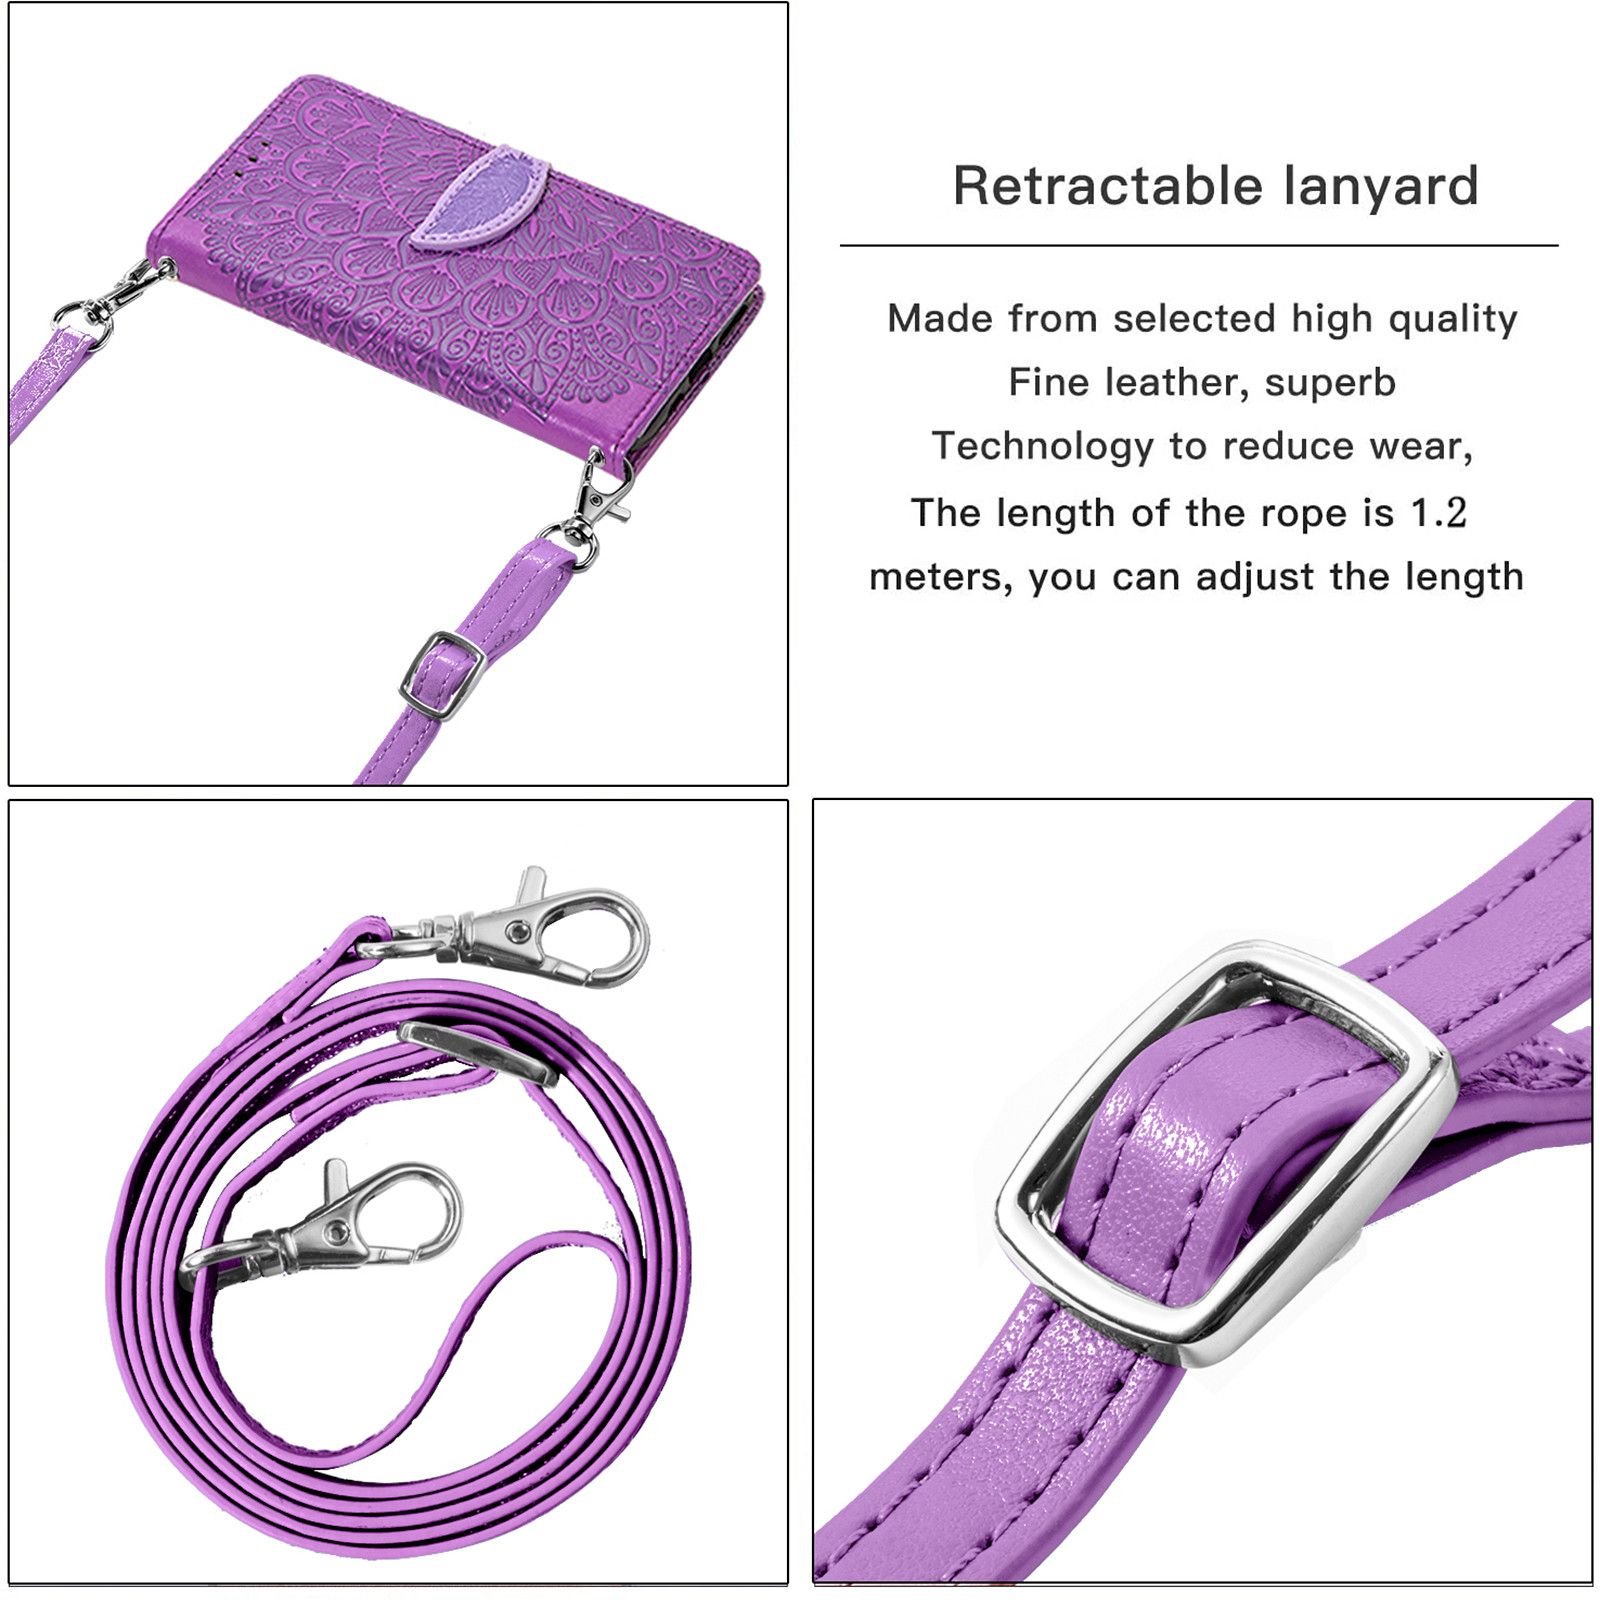 Retractable lanyard
Made from selected high quality
Fine leather, superb
Technology to reduce wear,
The length of the rope is 1.2
meters, you can adjust the length